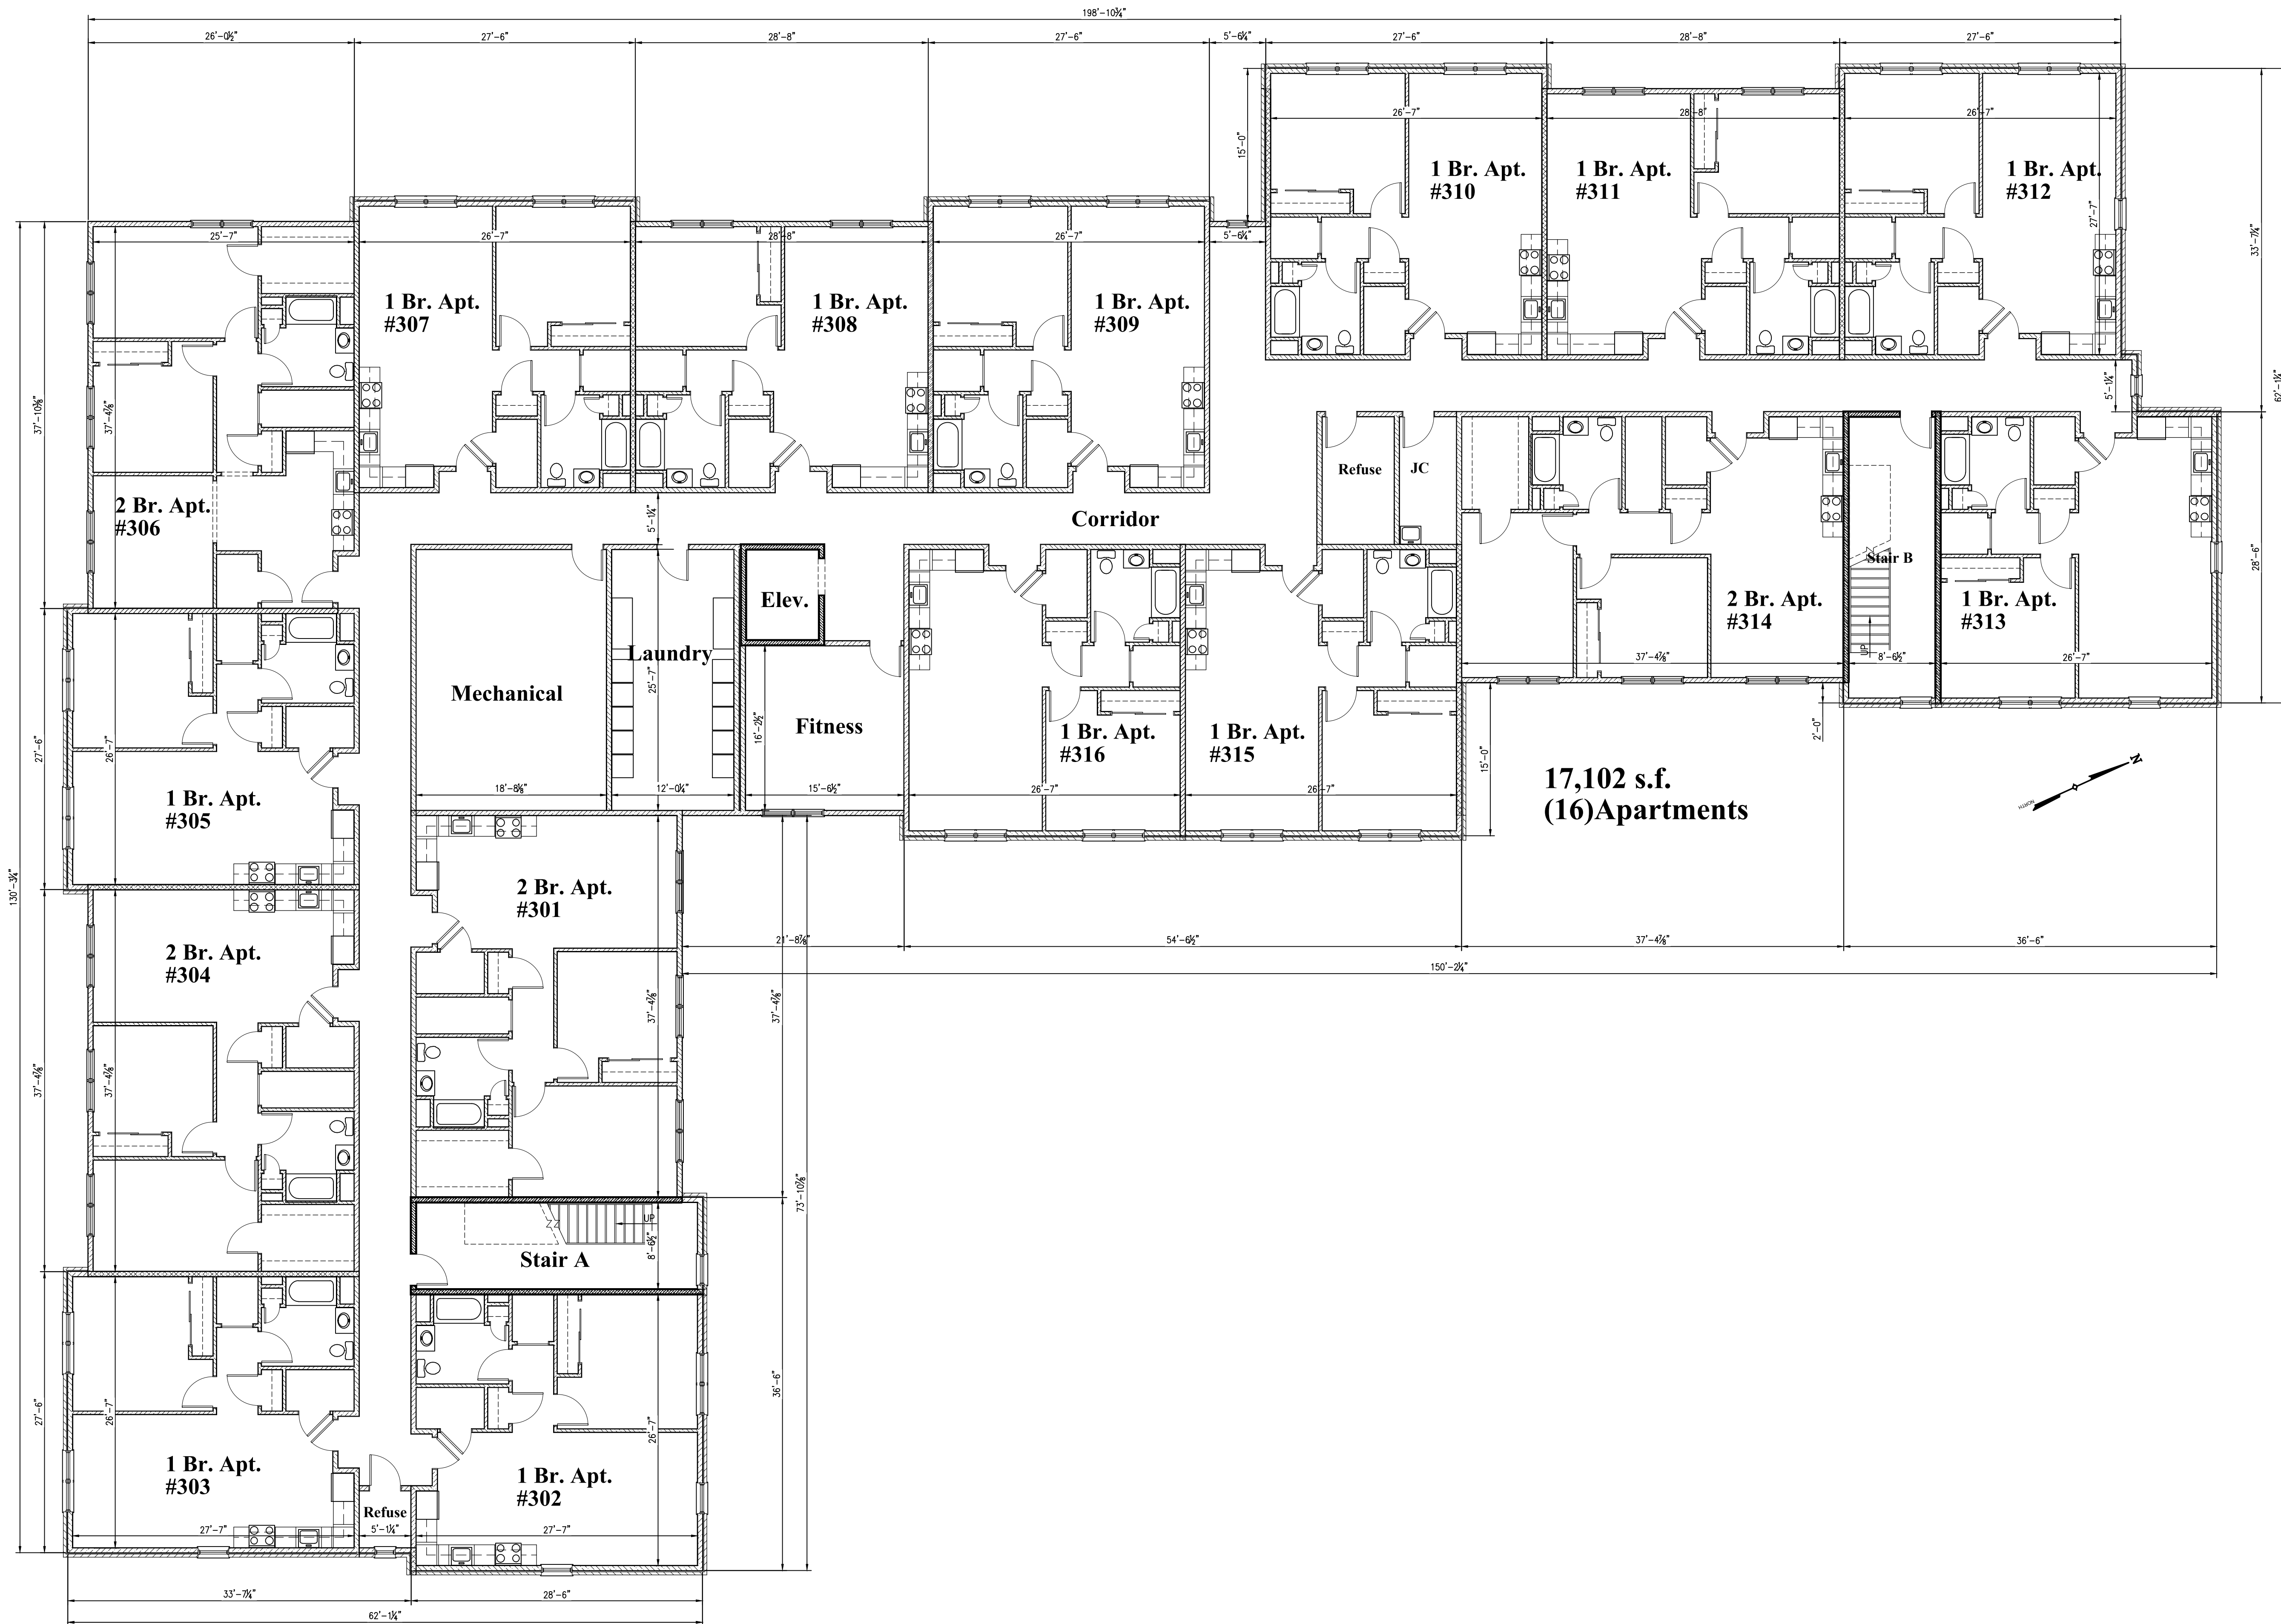 198'-10¾"
26'-0½"
27'-6"
28'-8"
27'-6"
5'-6¼"
27'-6"
28'-8"
27'-6"
15'-0"
26'-7"
28'-8"
26'-7"
27'-7"
33'-7¼"
62'-1¼"
1 Br. Apt.
#310
1 Br. Apt.
#311
1 Br. Apt.
#312
25'-7"
26'-7"
28'-8"
26'-7"
5'-6¼"
1 Br. Apt.
#307
1 Br. Apt.
#308
1 Br. Apt.
#309
37'-10⅜"
37'-4⅞"
5'-1¼"
2 Br. Apt.
#306
5'-1¼"
Corridor
Refuse
JC
Stair B
UP
28'-6"
Elev.
Laundry
25'-7"
Mechanical
Fitness
16'-2½"
18'-8⅝"
12'-0¼"
15'-6½"
1 Br. Apt.
#316
26'-7"
1 Br. Apt.
#315
26'-7"
2 Br. Apt.
#314
37'-4⅞"
8'-6½"
1 Br. Apt.
#313
26'-7"
15'-0"
2'-0"
17,102 s.f.
(16)Apartments
N
NORTH
27'-6"
26'-7"
1 Br. Apt.
#305
130'-3¼"
2 Br. Apt.
#301
21'-8⅞"
54'-6½"
37'-4⅞"
36'-6"
150'-2¼"
2 Br. Apt.
#304
37'-4⅞"
37'-4⅞"
37'-4⅞"
37'-4⅞"
73'-10⅞"
UP
8'-6½"
Stair A
27'-6"
26'-7"
26'-7"
36'-6"
1 Br. Apt.
#303
1 Br. Apt.
#302
Refuse
27'-7"
5'-1¼"
27'-7"
33'-7¼"
28'-6"
62'-1¼"